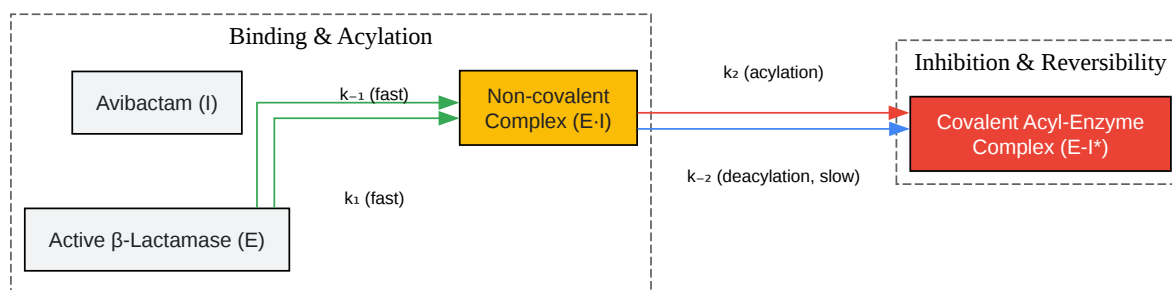 Binding & Acylation
Avibactam (I)
k₋₁ (fast)
Non-covalent
Complex (E·I)
k₁ (fast)
Active β-Lactamase (E)
k₂ (acylation)
k₋₂ (deacylation, slow)
Inhibition & Reversibility
Covalent Acyl-Enzyme
Complex (E-I*)